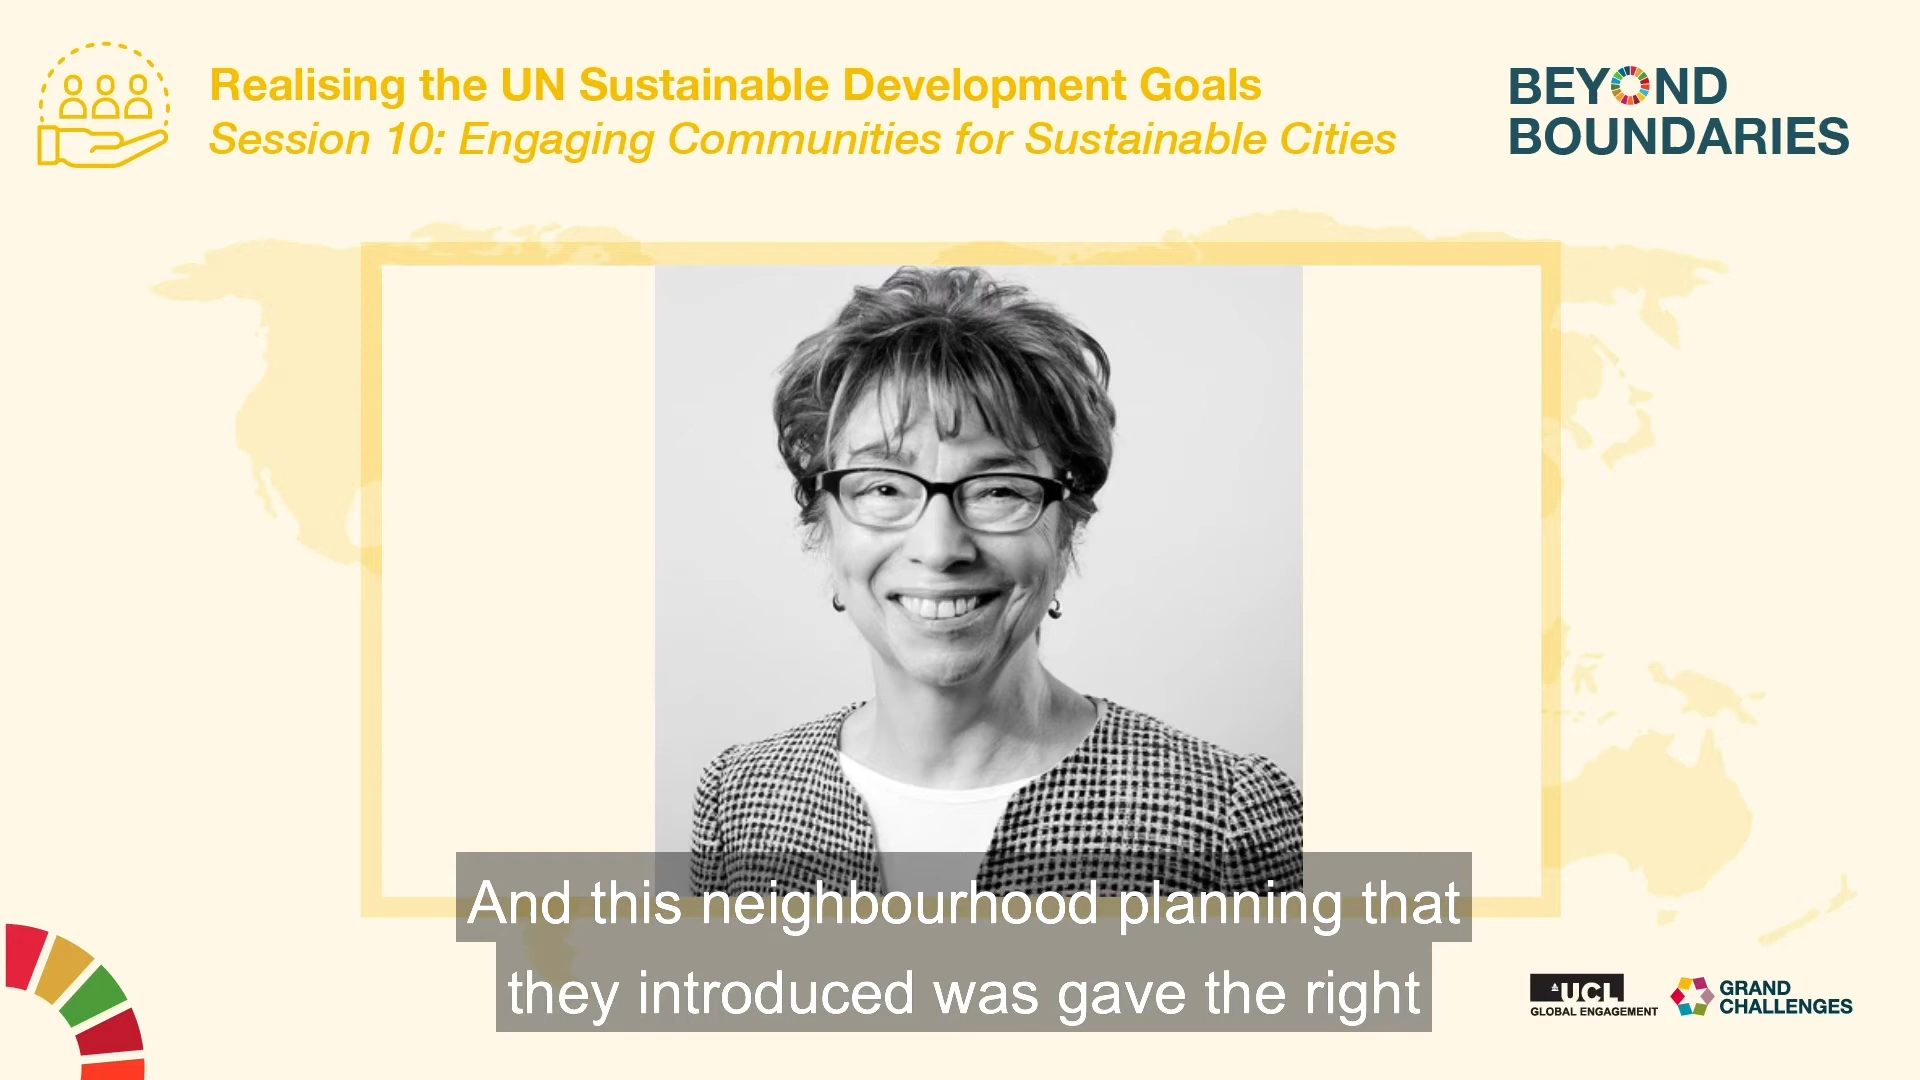 Realising the UN Sustainable Development Goals
Session 10: Engaging Communities for Sustainable Cities
BEYOND
BOUNDARIES
And this neighbourhood planning that
they introduced was gave the right
UCL
GLOBAL ENGAGEMENT
GRAND
CHALLENGES